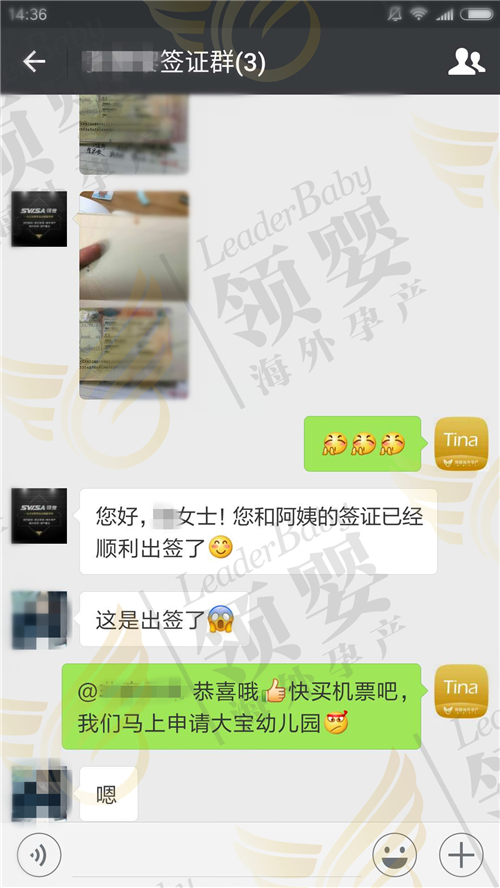 14:36
签证群(3)
SVISA
LeaderBaby
领婴
海外孕产
Tina
您好，女士！您和阿姨的签证已经
顺利出签了😊
这是出签了😱
@ 恭喜哦👍快买机票吧，
我们马上申请大宝幼儿园
Tina
嗯